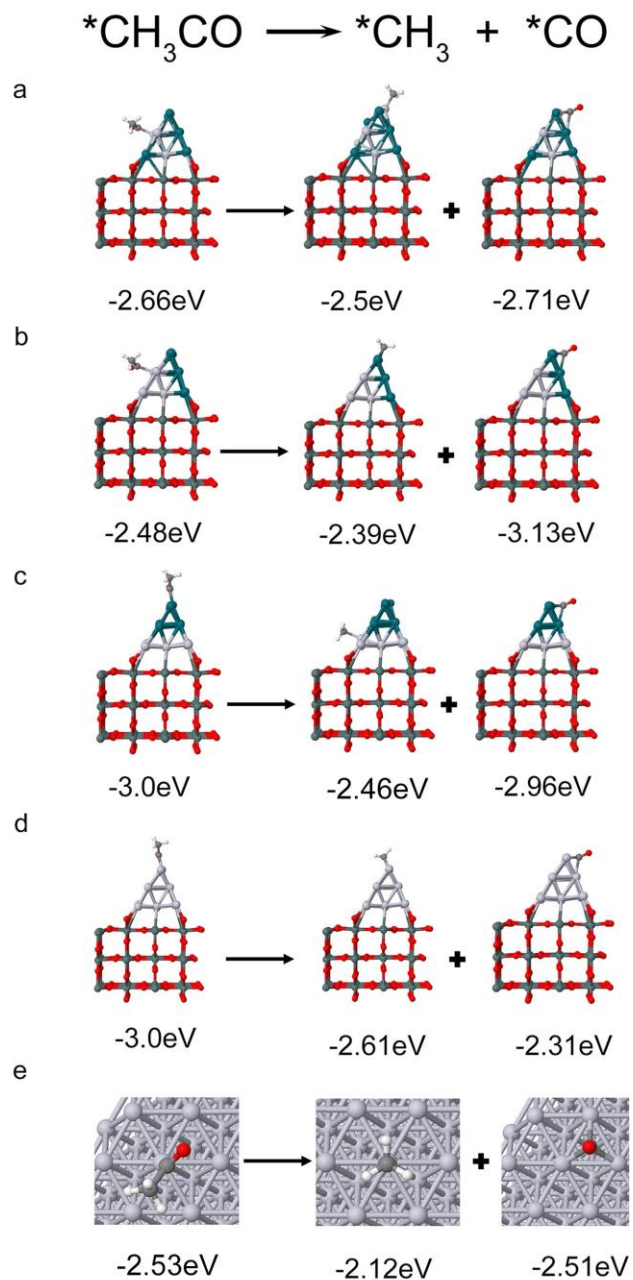 *CH₃CO ⟶ *CH₃ + *CO
a
-2.66eV -2.5eV + -2.71eV
b
-2.48eV -2.39eV + -3.13eV
c
-3.0eV -2.46eV + -2.96eV
d
-3.0eV -2.61eV + -2.31eV
e
-2.53eV -2.12eV + -2.51eV